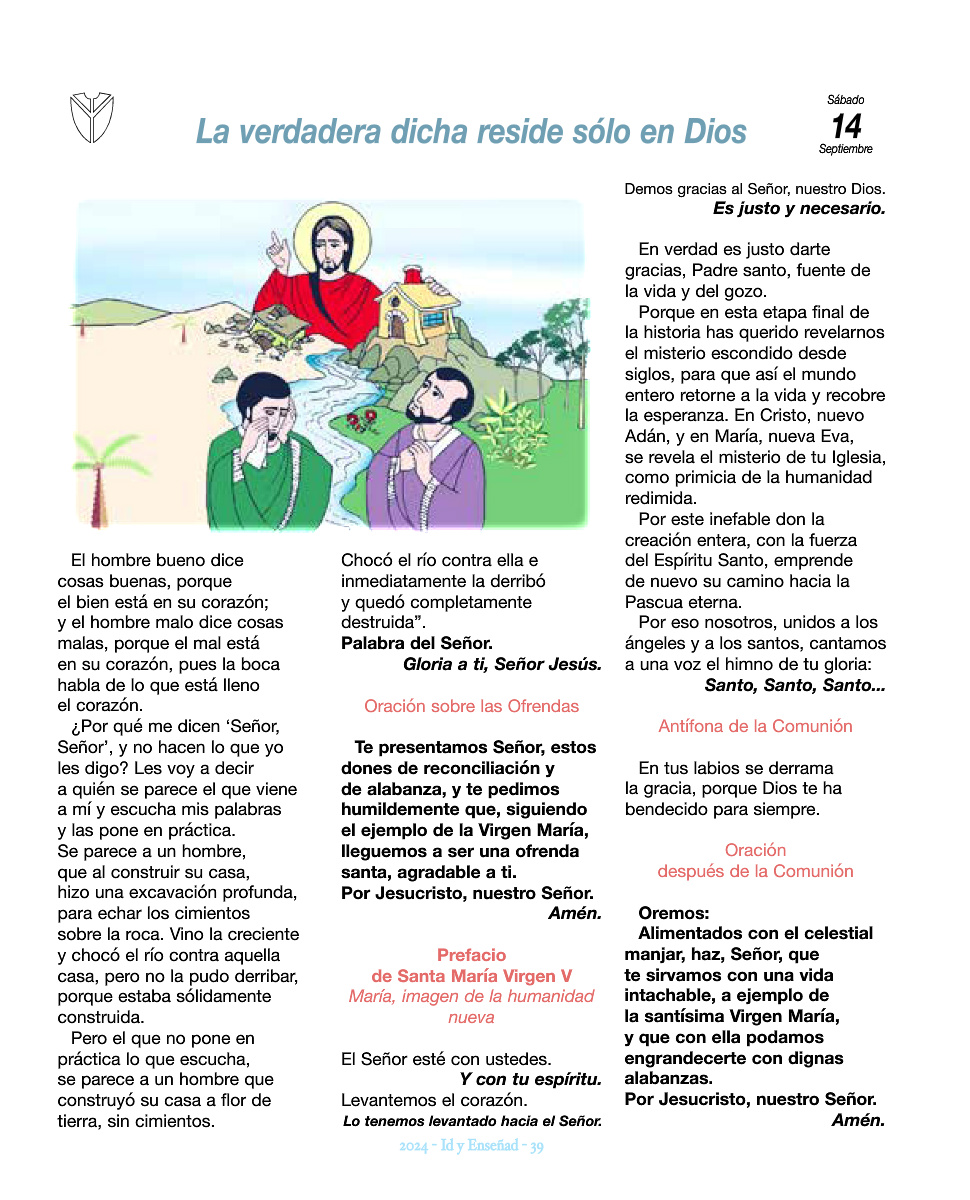 La verdadera dicha reside sólo en Dios
Sábado
14
Septiembre
El hombre bueno dice
cosas buenas, porque
el bien está en su corazón;
y el hombre malo dice cosas
malas, porque el mal está
en su corazón, pues la boca
habla de lo que está lleno
el corazón.
¿Por qué me dicen ‘Señor,
Señor’, y no hacen lo que yo
les digo? Les voy a decir
a quién se parece el que viene
a mí y escucha mis palabras
y las pone en práctica.
Se parece a un hombre,
que al construir su casa,
hizo una excavación profunda,
para echar los cimientos
sobre la roca. Vino la creciente
y chocó el río contra aquella
casa, pero no la pudo derribar,
porque estaba sólidamente
construida.
Pero el que no pone en
práctica lo que escucha,
se parece a un hombre que
construyó su casa a flor de
tierra, sin cimientos.
Chocó el río contra ella e
inmediatamente la derribó
y quedó completamente
destruida”.
Palabra del Señor.
Gloria a ti, Señor Jesús.
Oración sobre las Ofrendas
Te presentamos Señor, estos
dones de reconciliación y
de alabanza, y te pedimos
humildemente que, siguiendo
el ejemplo de la Virgen María,
lleguemos a ser una ofrenda
santa, agradable a ti.
Por Jesucristo, nuestro Señor.
Amén.
Prefacio
de Santa María Virgen V
María, imagen de la humanidad
nueva
El Señor esté con ustedes.
Y con tu espíritu.
Levantemos el corazón.
Lo tenemos levantado hacia el Señor.
Demos gracias al Señor, nuestro Dios.
Es justo y necesario.
En verdad es justo darte
gracias, Padre santo, fuente de
la vida y del gozo.
Porque en esta etapa final de
la historia has querido revelarnos
el misterio escondido desde
siglos, para que así el mundo
entero retorne a la vida y recobre
la esperanza. En Cristo, nuevo
Adán, y en María, nueva Eva,
se revela el misterio de tu Iglesia,
como primicia de la humanidad
redimida.
Por este inefable don la
creación entera, con la fuerza
del Espíritu Santo, emprende
de nuevo su camino hacia la
Pascua eterna.
Por eso nosotros, unidos a los
ángeles y a los santos, cantamos
a una voz el himno de tu gloria:
Santo, Santo, Santo...
Antífona de la Comunión
En tus labios se derrama
la gracia, porque Dios te ha
bendecido para siempre.
Oración
después de la Comunión
Oremos:
Alimentados con el celestial
manjar, haz, Señor, que
te sirvamos con una vida
intachable, a ejemplo de
la santísima Virgen María,
y que con ella podamos
engrandecerte con dignas
alabanzas.
Por Jesucristo, nuestro Señor.
Amén.
2024 - Id y Enseñad - 39